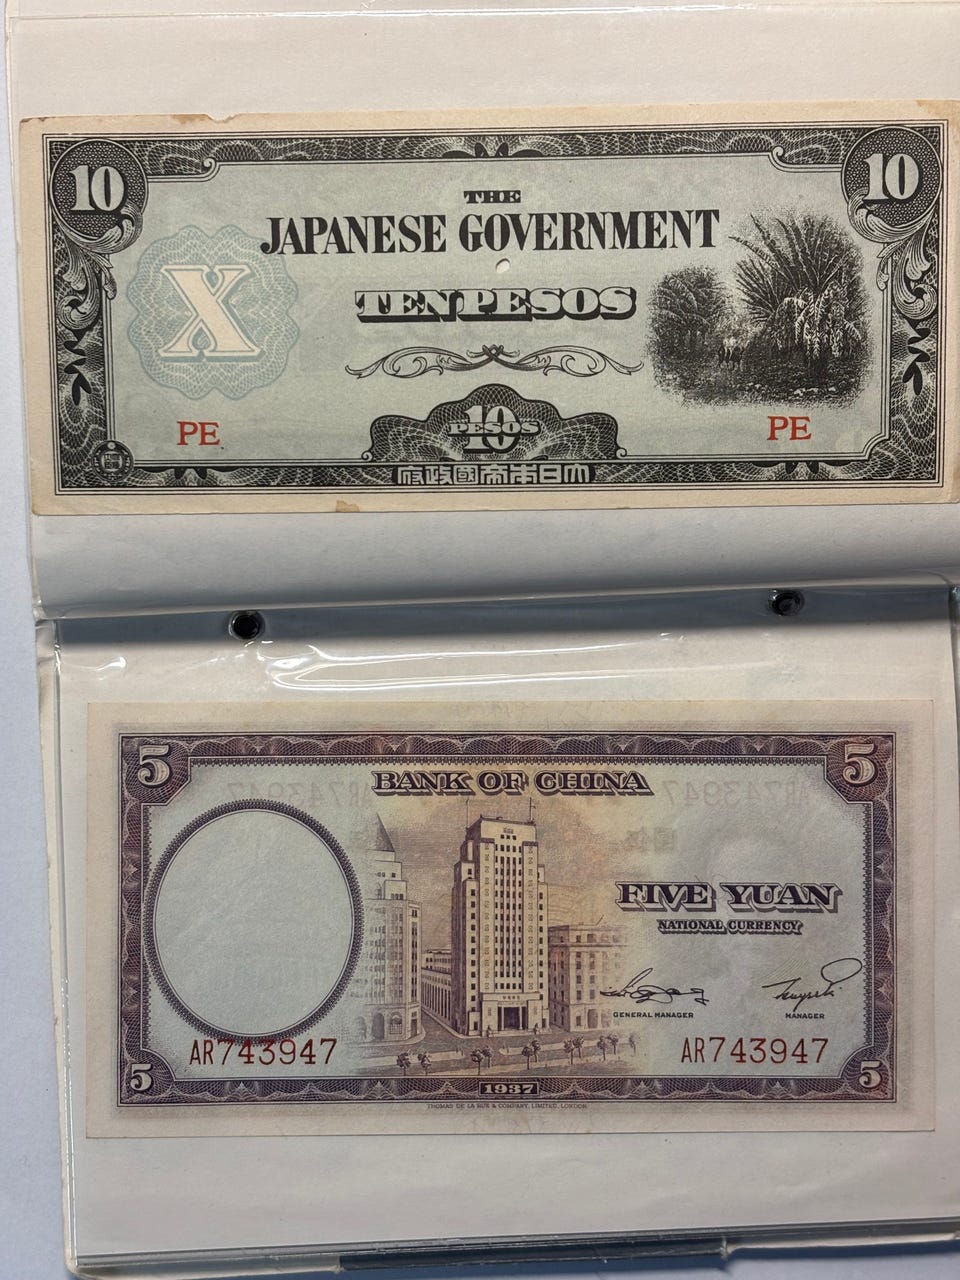 10
10
THE
JAPANESE GOVERNMENT
TEN PESOS
X
PE
PE
10
PESOS
府政國帝本日大
5
BANK OF CHINA
5
FIVE YUAN
NATIONAL CURRENCY
GENERAL MANAGER
MANAGER
AR743947
AR743947
5
1937
5
THOMAS DE LA RUE & COMPANY, LIMITED, LONDON